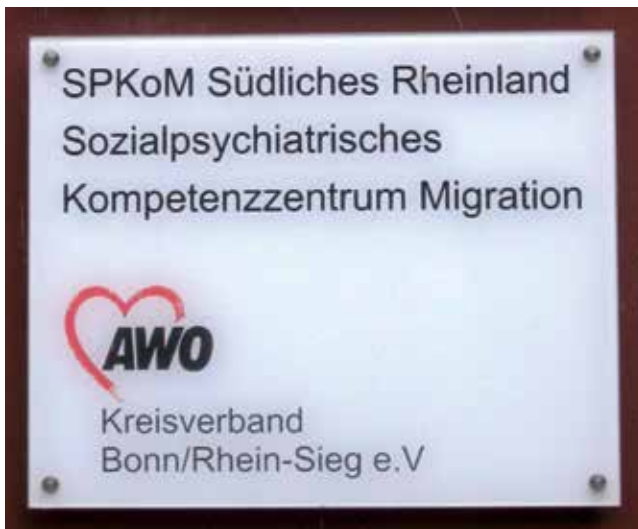 SPKoM Südliches Rheinland
Sozialpsychiatrisches
Kompetenzzentrum Migration
AWO
Kreisverband
Bonn/Rhein-Sieg e.V